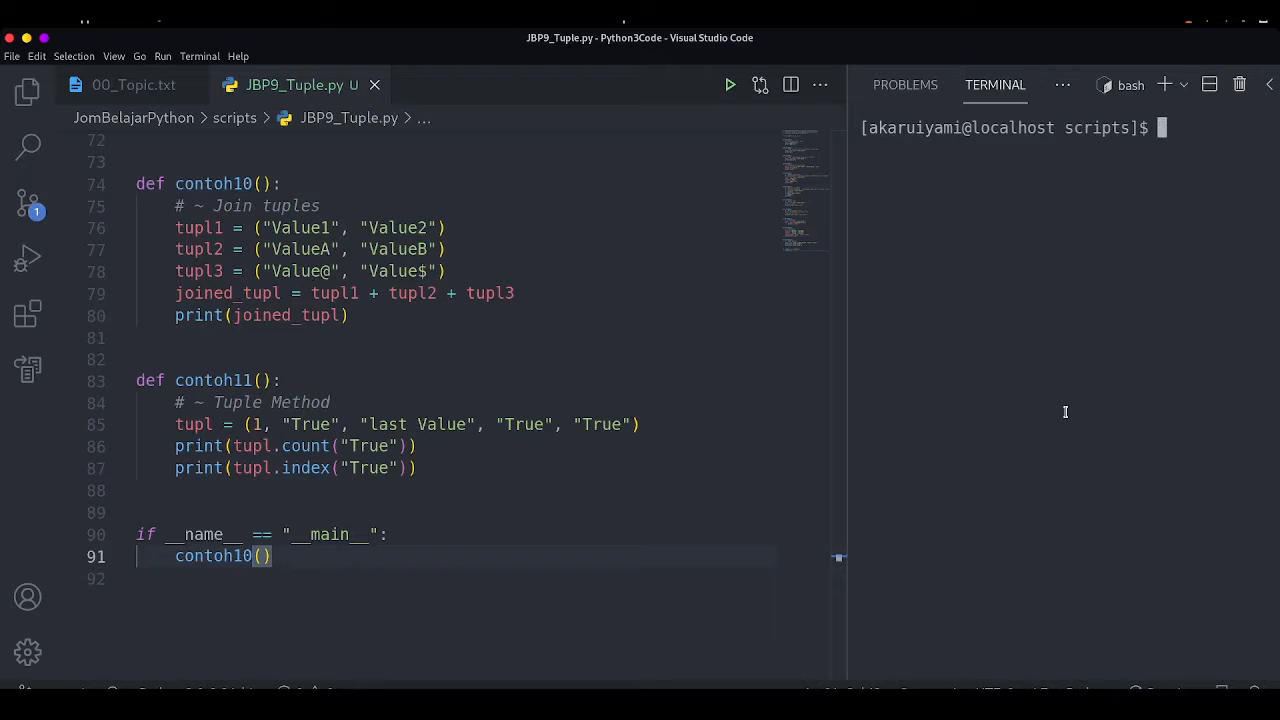 JBP9_Tuple.py - Python3Code - Visual Studio Code
File Edit Selection View Go Run Terminal Help
00_Topic.txt JBP9_Tuple.py U
PROBLEMS TERMINAL bash
JomBelajarPython > scripts > JBP9_Tuple.py > ...
[akaruiyami@localhost scripts]$
72
73
74 def contoh10():
75 # ~ Join tuples
76 tupl1 = ("Value1", "Value2")
77 tupl2 = ("ValueA", "ValueB")
78 tupl3 = ("Value@", "Value$")
79 joined_tupl = tupl1 + tupl2 + tupl3
80 print(joined_tupl)
81
82
83 def contoh11():
84 # ~ Tuple Method
85 tupl = (1, "True", "last Value", "True", "True")
86 print(tupl.count("True"))
87 print(tupl.index("True"))
88
89
90 if __name__ == "__main__":
91 contoh10()
92
1